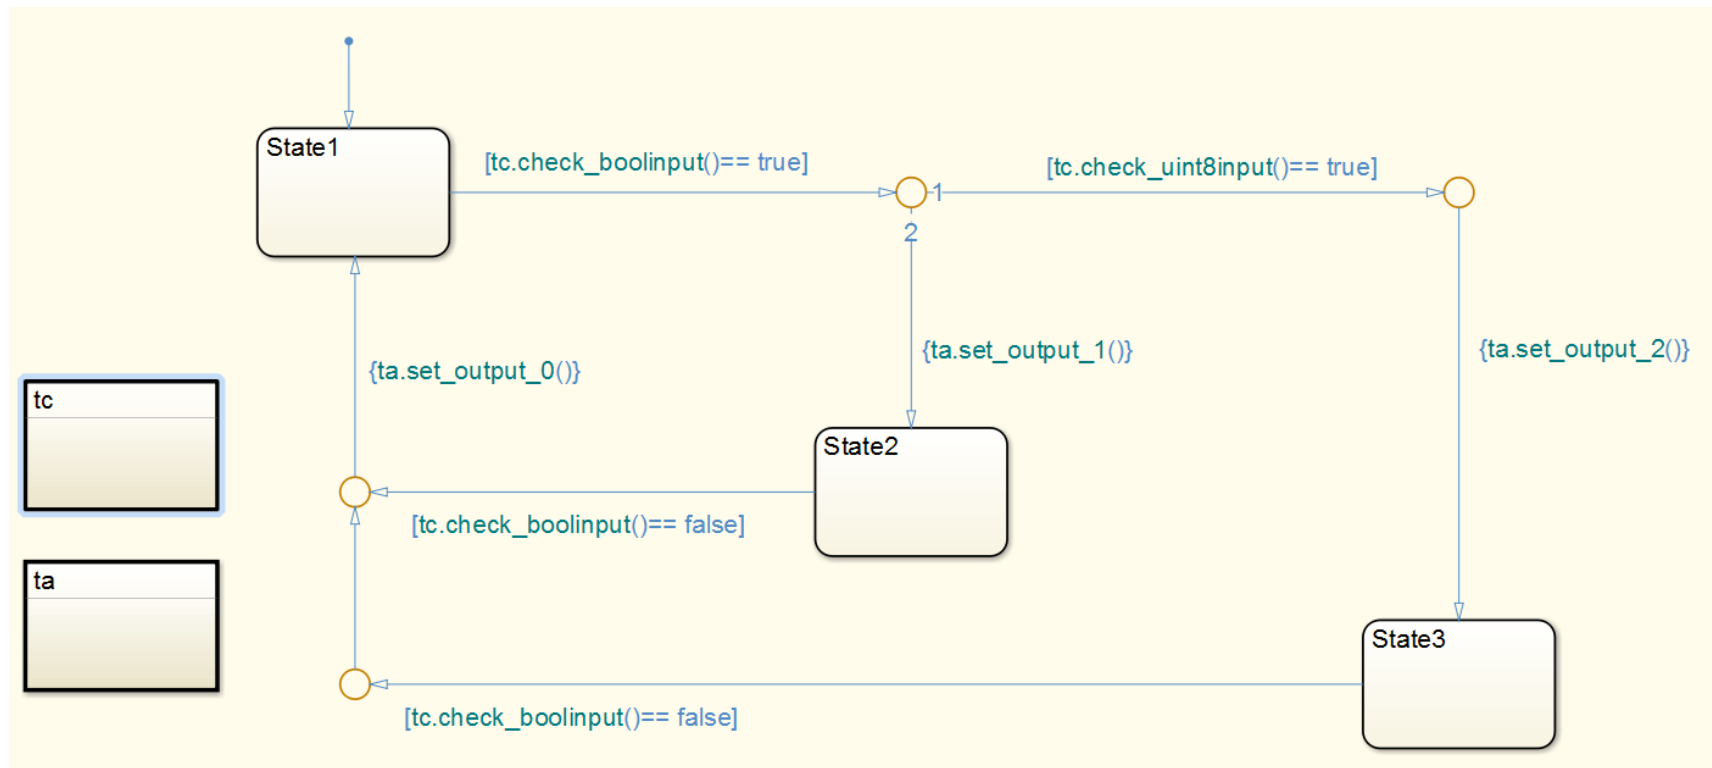 State1
[tc.check_boolinput()== true]
1
[tc.check_uint8input()== true]
2
{ta.set_output_0()}
{ta.set_output_1()}
{ta.set_output_2()}
tc
State2
[tc.check_boolinput()== false]
ta
State3
[tc.check_boolinput()== false]